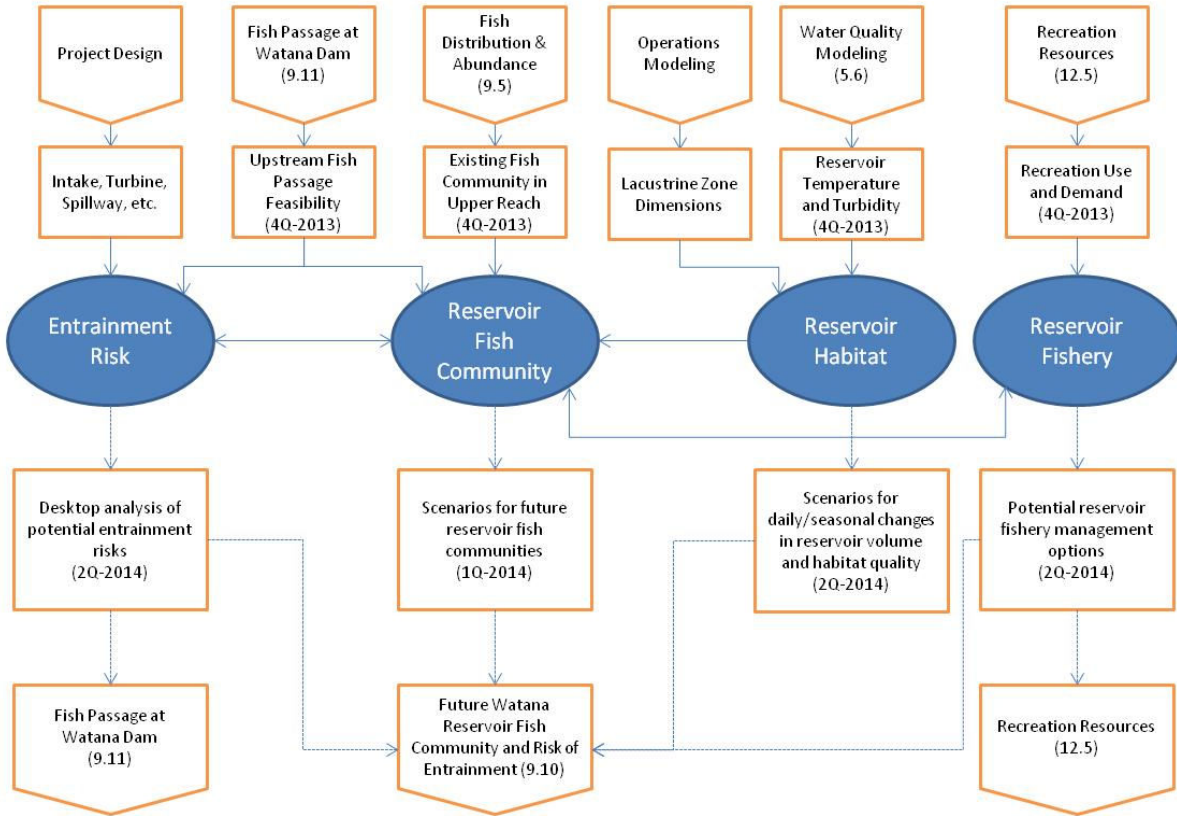 Project Design
Fish Passage at
Watana Dam
(9.11)
Fish
Distribution &
Abundance
(9.5)
Operations
Modeling
Water Quality
Modeling
(5.6)
Recreation
Resources
(12.5)
Intake, Turbine,
Spillway, etc.
Upstream Fish
Passage
Feasibility
(4Q-2013)
Existing Fish
Community in
Upper Reach
(4Q-2013)
Lacustrine Zone
Dimensions
Reservoir
Temperature
and Turbidity
(4Q-2013)
Recreation Use
and Demand
(4Q-2013)
Entrainment
Risk
Reservoir
Fish
Community
Reservoir
Habitat
Reservoir
Fishery
Desktop analysis of
potential entrainment
risks
(2Q-2014)
Scenarios for future
reservoir fish
communities
(1Q-2014)
Scenarios for
daily/seasonal changes
in reservoir volume
and habitat quality
(2Q-2014)
Potential reservoir
fishery management
options
(2Q-2014)
Fish Passage at
Watana Dam
(9.11)
Future Watana
Reservoir Fish
Community and Risk of
Entrainment (9.10)
Recreation Resources
(12.5)